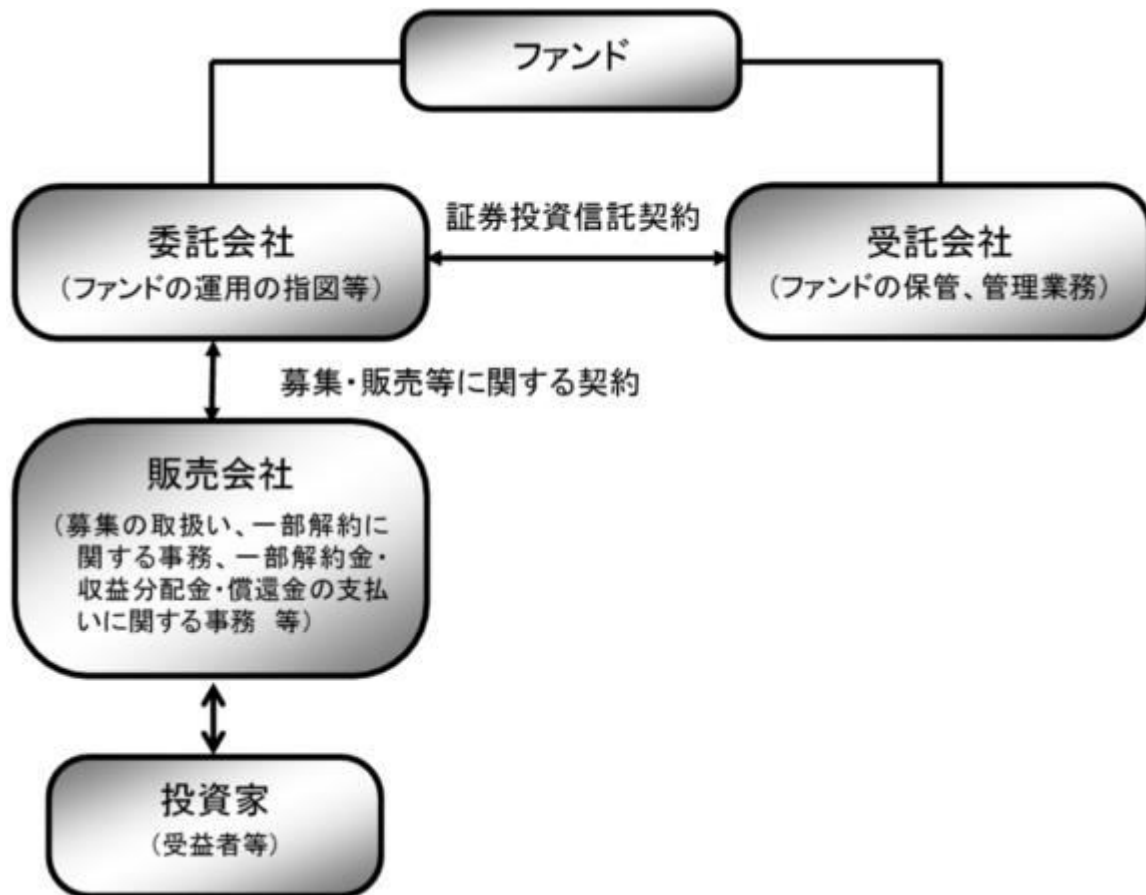 ファンド
委託会社
（ファンドの運用の指図等）
証券投資信託契約
受託会社
（ファンドの保管、管理業務）
募集・販売等に関する契約
販売会社
（募集の取扱い、一部解約に
関する事務、一部解約金・
収益分配金・償還金の支払
いに関する事務　等）
投資家
（受益者等）